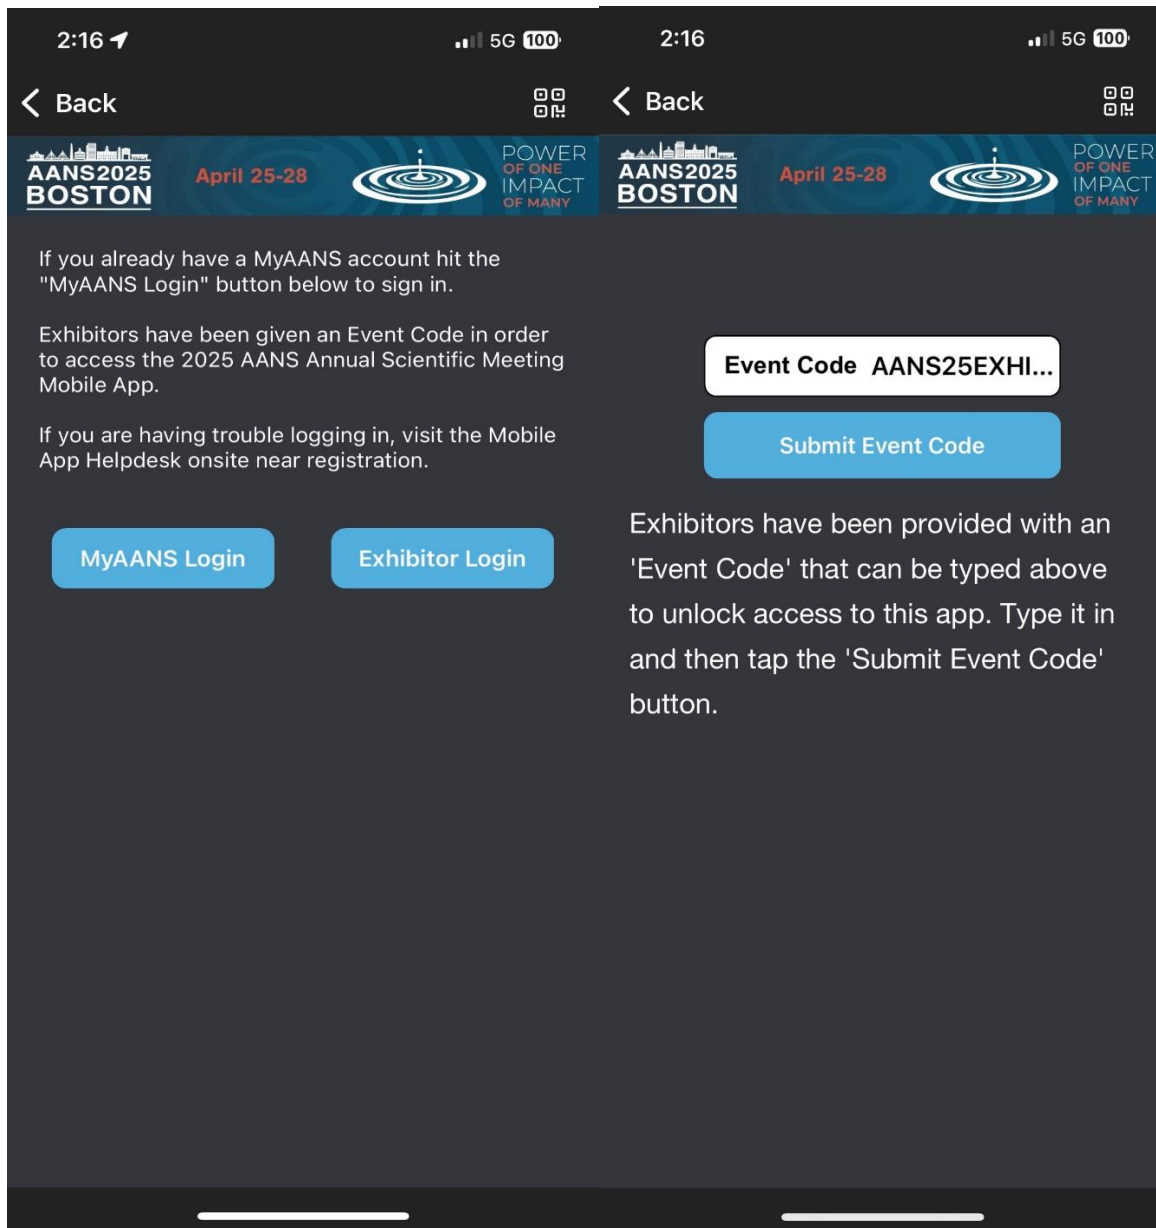 2:16
5G 100
Back
AANS2025
BOSTON
April 25-28
POWER
OF ONE
IMPACT
OF MANY
If you already have a MyAANS account hit the
"MyAANS Login" button below to sign in.
Exhibitors have been given an Event Code in order
to access the 2025 AANS Annual Scientific Meeting
Mobile App.
If you are having trouble logging in, visit the Mobile
App Helpdesk onsite near registration.
MyAANS Login
Exhibitor Login
2:16
5G 100
Back
AANS2025
BOSTON
April 25-28
POWER
OF ONE
IMPACT
OF MANY
Event Code AANS25EXHI...
Submit Event Code
Exhibitors have been provided with an
'Event Code' that can be typed above
to unlock access to this app. Type it in
and then tap the 'Submit Event Code'
button.